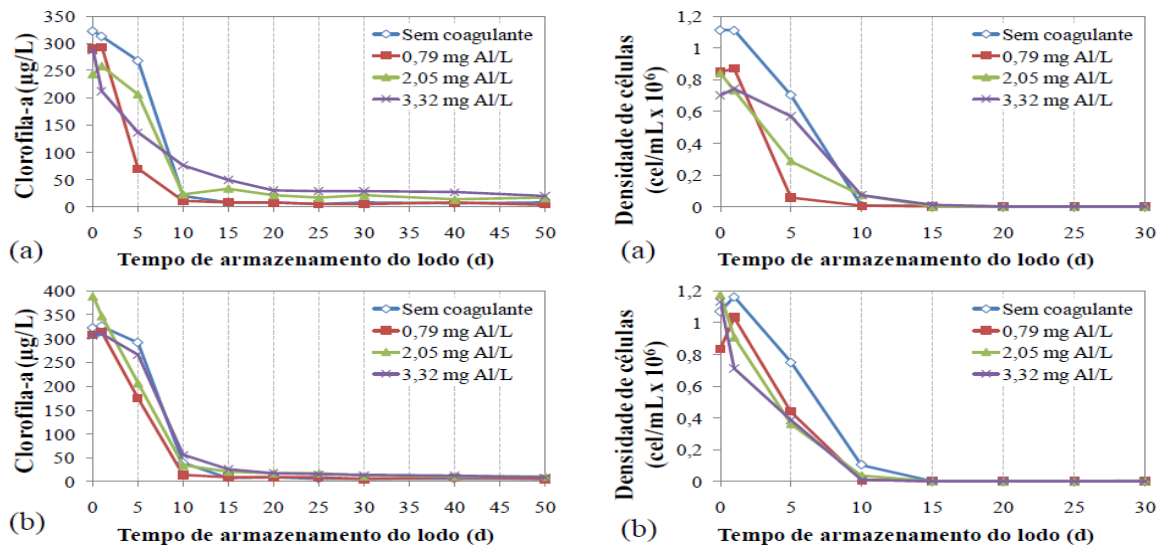 Clorofila-a (µg/L)
350
300
250
200
150
100
50
0
Sem coagulante
0,79 mg Al/L
2,05 mg Al/L
3,32 mg Al/L
0 5 10 15 20 25 30 35 40 45 50
(a)
Tempo de armazenamento do lodo (d)
Densidade de células
(cel/mL x 10⁶)
1,2
1
0,8
0,6
0,4
0,2
0
Sem coagulante
0,79 mg Al/L
2,05 mg Al/L
3,32 mg Al/L
0 5 10 15 20 25 30
(a)
Tempo de armazenamento do lodo (d)
Clorofila-a (µg/L)
400
350
300
250
200
150
100
50
0
Sem coagulante
0,79 mg Al/L
2,05 mg Al/L
3,32 mg Al/L
0 5 10 15 20 25 30 35 40 45 50
(b)
Tempo de armazenamento do lodo (d)
Densidade de células
(cel/mL x 10⁶)
1,2
1
0,8
0,6
0,4
0,2
0
Sem coagulante
0,79 mg Al/L
2,05 mg Al/L
3,32 mg Al/L
0 5 10 15 20 25 30
(b)
Tempo de armazenamento do lodo (d)